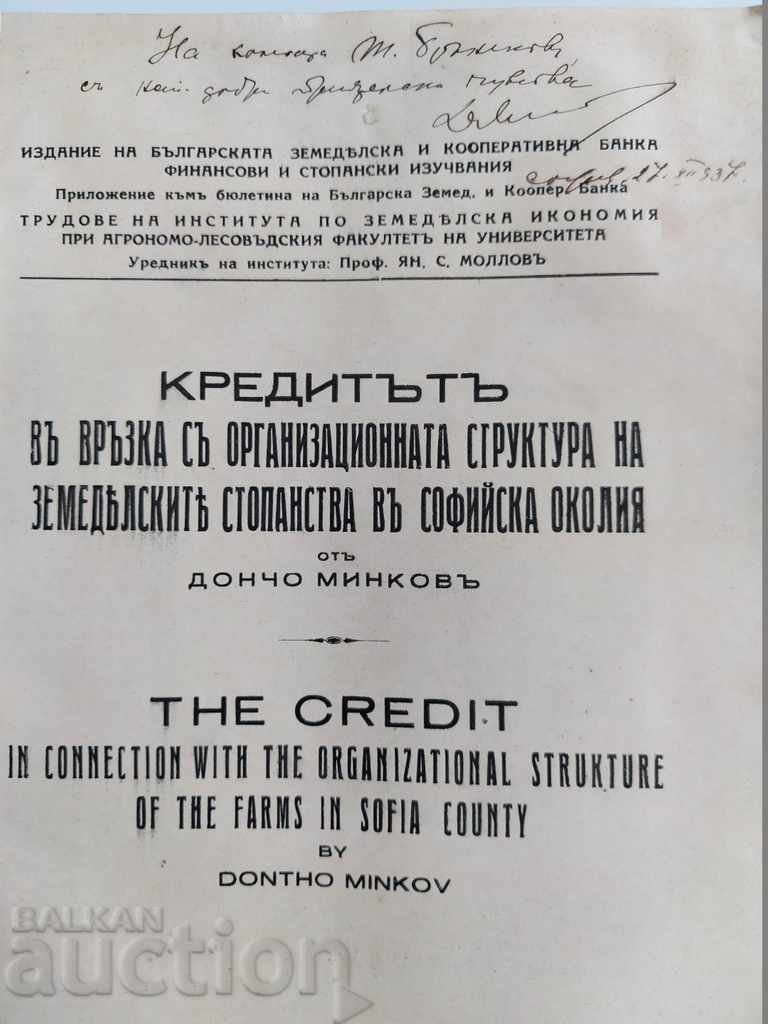 На колегата Т.
съ най-добри приятелски чувства
София, 27. XII 937.
ИЗДАНИЕ НА БЪЛГАРСКАТА ЗЕМЕДѢЛСКА И КООПЕРАТИВНА БАНКА
ФИНАНСОВИ И СТОПАНСКИ ИЗУЧВАНИЯ
Приложение къмъ бюлетина на БългарскаЗемед. и Коопер. Банка
ТРУДОВЕ НА ИНСТИТУТА ПО ЗЕМЕДѢЛСКА ИКОНОМИЯ
ПРИ АГРОНОМО-ЛЕСОВЪДСКИЯ ФАКУЛТЕТЪ НА УНИВЕРСИТЕТА
Уредникъ на института: Проф. ЯН. С. МОЛЛОВЪ
КРЕДИТЪТЪ
ВЪ ВРЪЗКА СЪ ОРГАНИЗАЦИОННАТА СТРУКТУРА НА
ЗЕМЕДѢЛСКИТѢ СТОПАНСТВА ВЪ СОФИЙСКА ОКОЛИЯ
ОТЪ
ДОНЧО МИНКОВЪ
THE CREDIT
IN CONNECTION WITH THE ORGANIZATIONAL STRUKTURE
OF THE FARMS IN SOFIA COUNTY
BY
DONTHO MINKOV
BALKAN
auction